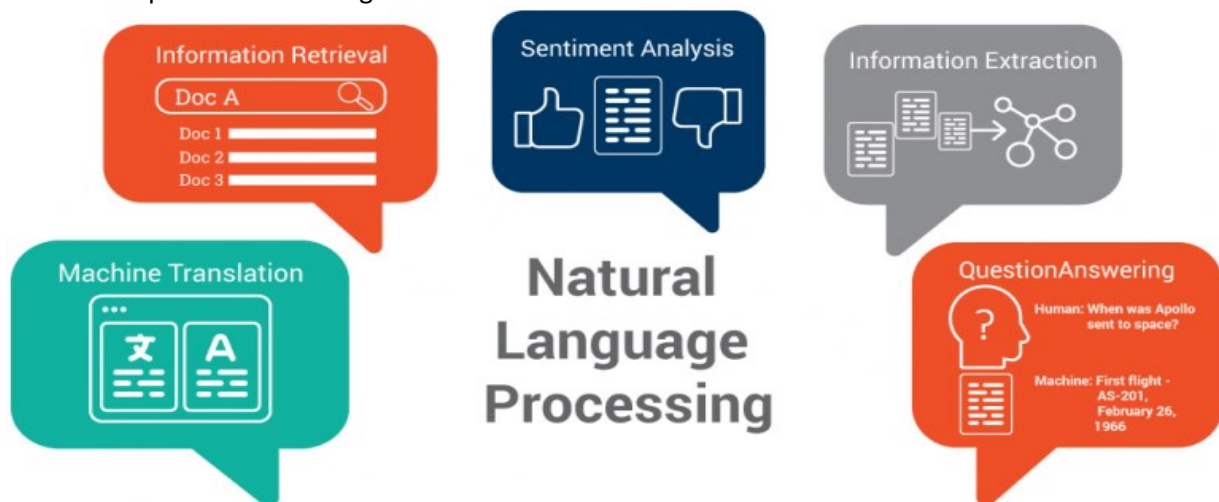 Information Retrieval
Doc A
Doc 1
Doc 2
Doc 3
Sentiment Analysis
Information Extraction
Machine Translation
文
A
Natural
Language
Processing
QuestionAnswering
?
Human: When was Apollo
sent to space?
Machine: First flight -
AS-201,
February 26,
1966